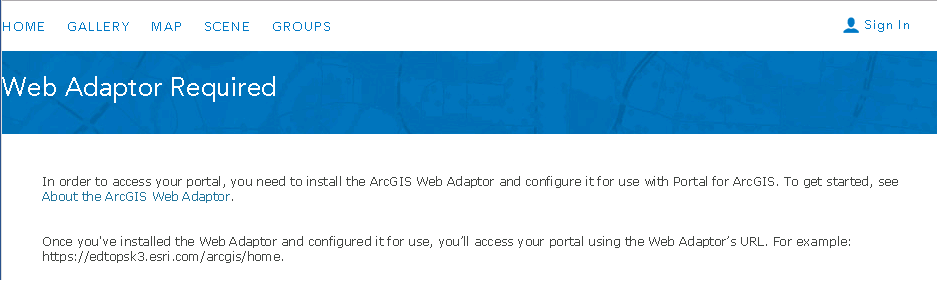 HOME GALLERY MAP SCENE GROUPS Sign In
Web Adaptor Required
In order to access your portal, you need to install the ArcGIS Web Adaptor and configure it for use with Portal for ArcGIS. To get started, see
About the ArcGIS Web Adaptor.
Once you've installed the Web Adaptor and configured it for use, you’ll access your portal using the Web Adaptor’s URL. For example:
https://edtopsk3.esri.com/arcgis/home.